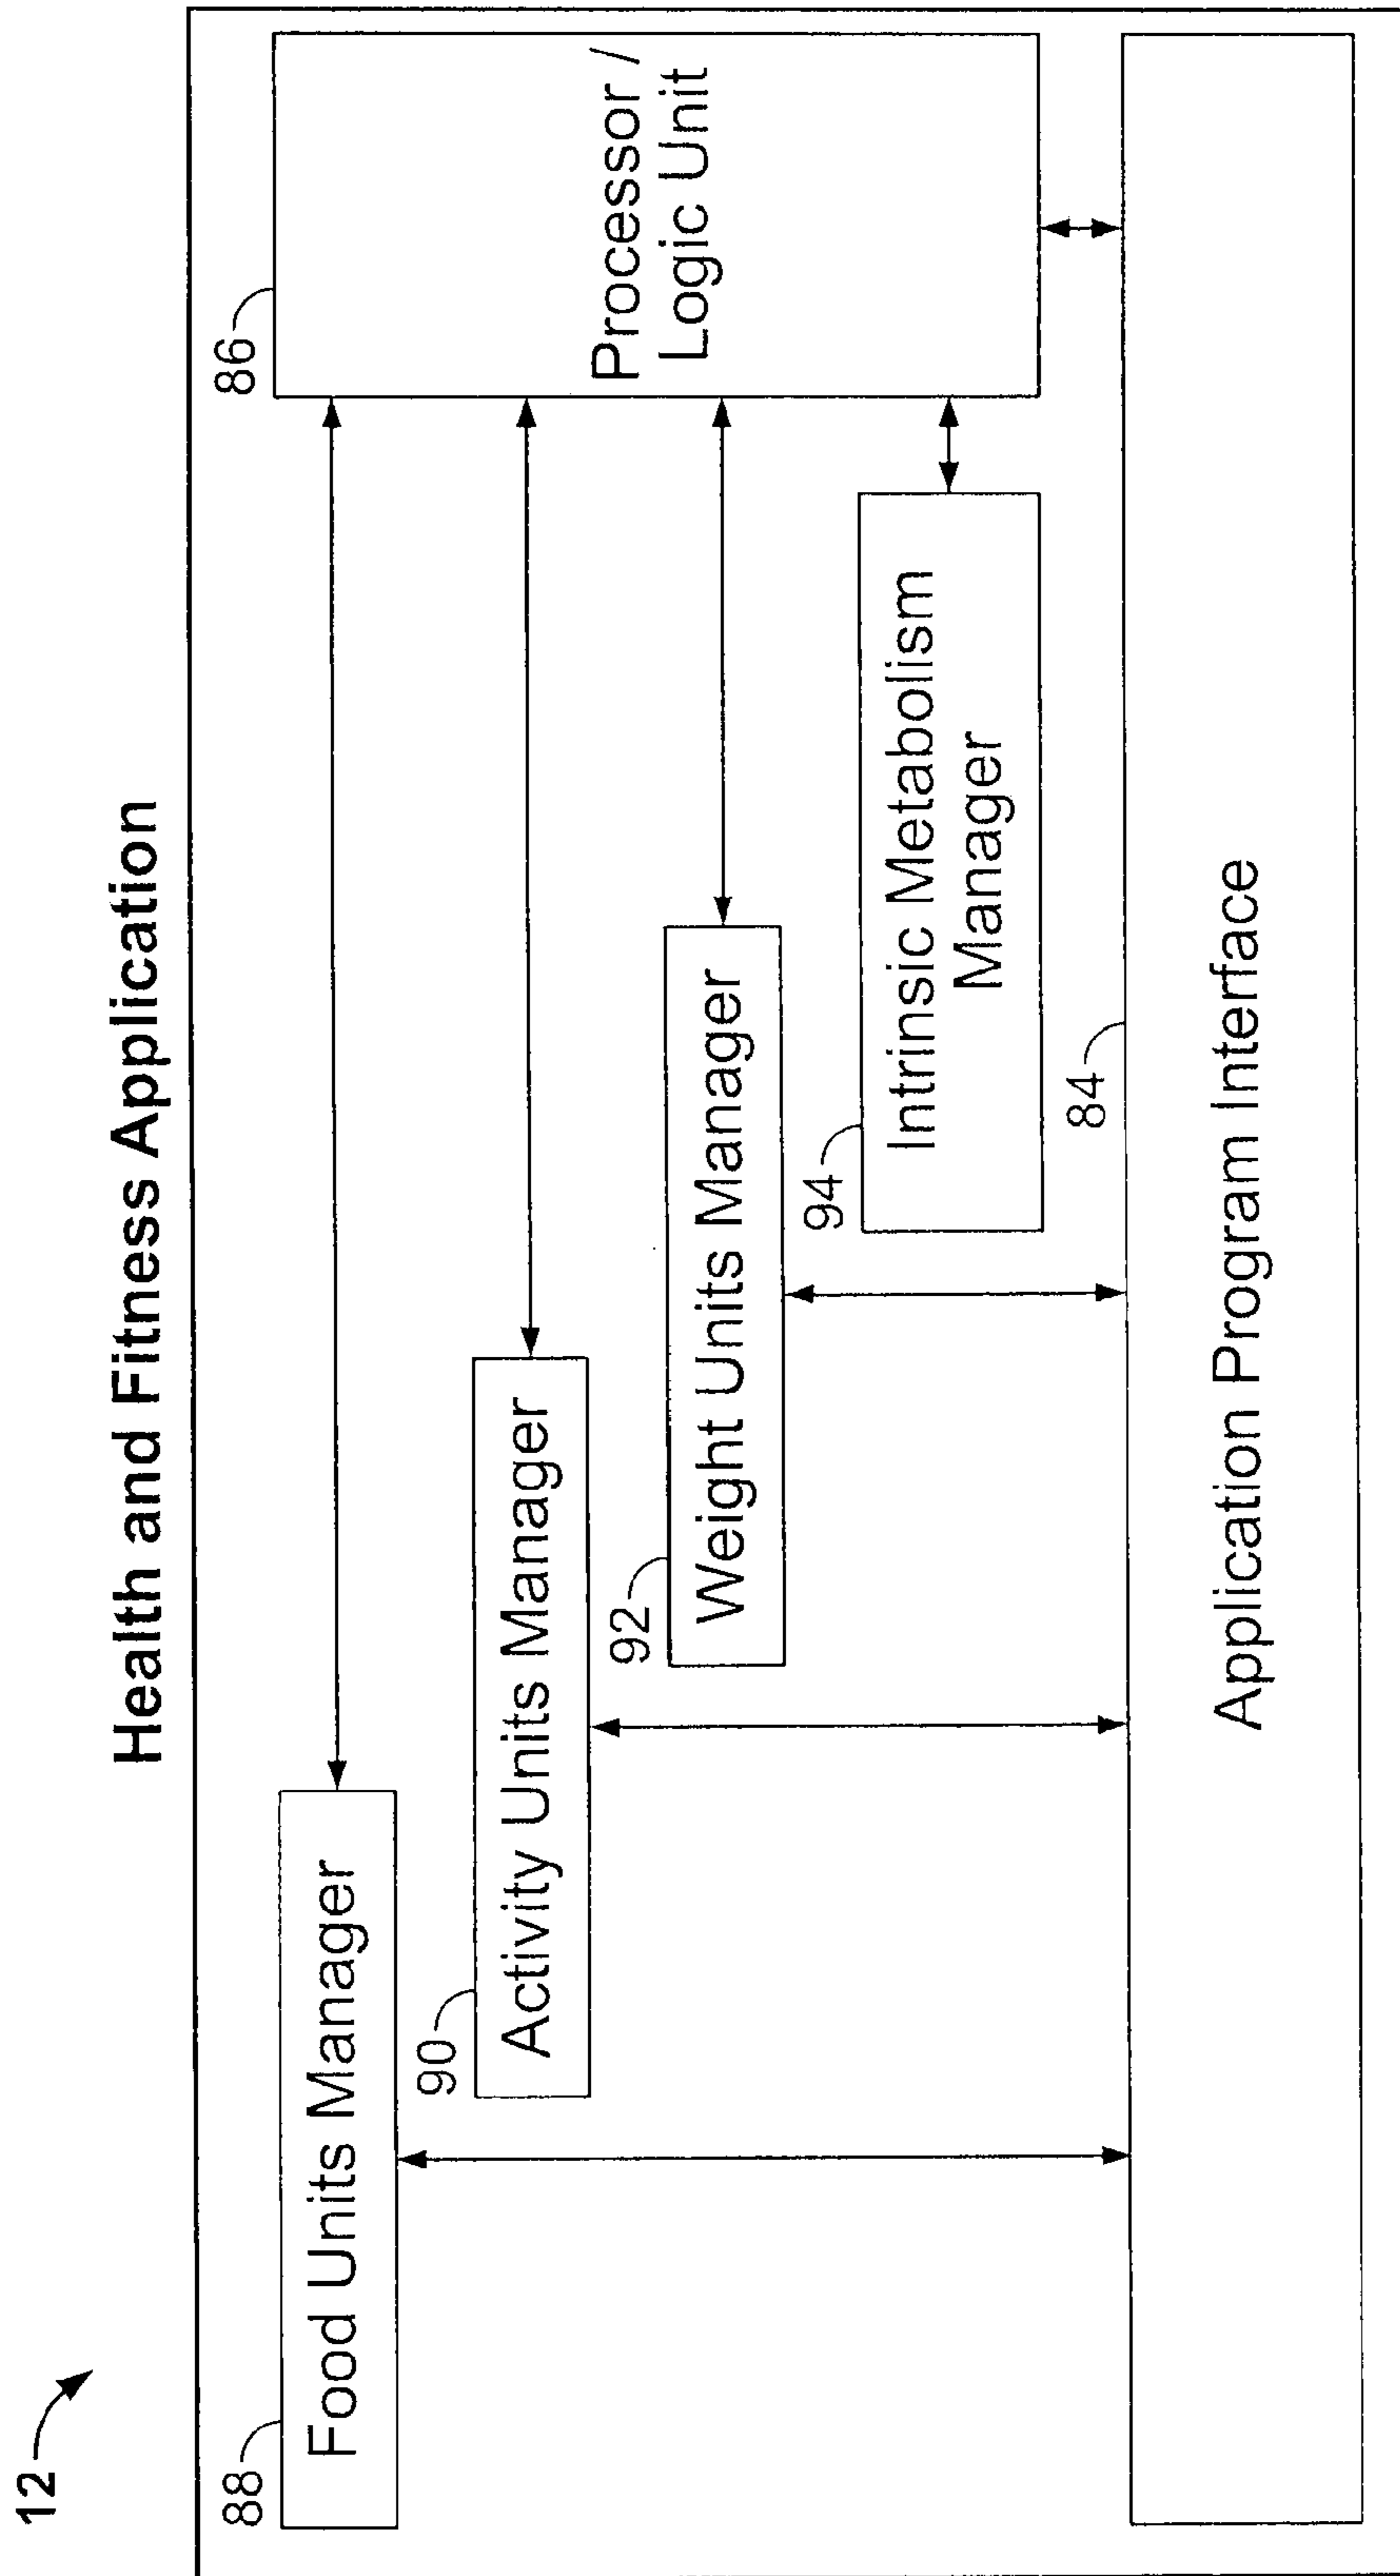 12
Health and Fitness Application
88
Food Units Manager
86
Processor /
Logic Unit
90
Activity Units Manager
92
Weight Units Manager
94
Intrinsic Metabolism
Manager
84
Application Program Interface